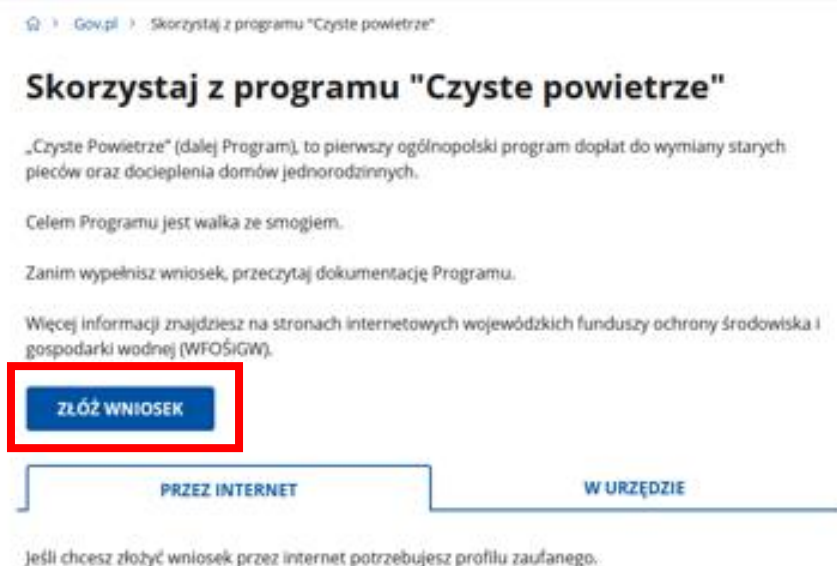 Gov.pl > Skorzystaj z programu "Czyste powietrze"
Skorzystaj z programu "Czyste powietrze"
„Czyste Powietrze” (dalej Program), to pierwszy ogólnopolski program dopłat do wymiany starych
pieców oraz docieplenia domów jednorodzinnych.
Celem Programu jest walka ze smogiem.
Zanim wypełnisz wniosek, przeczytaj dokumentację Programu.
Więcej informacji znajdziesz na stronach internetowych wojewódzkich funduszy ochrony środowiska i
gospodarki wodnej (WFOŚiGW).
ZŁÓŻ WNIOSEK
PRZEZ INTERNET W URZĘDZIE
Jeśli chcesz złożyć wniosek przez internet potrzebujesz profilu zaufanego.